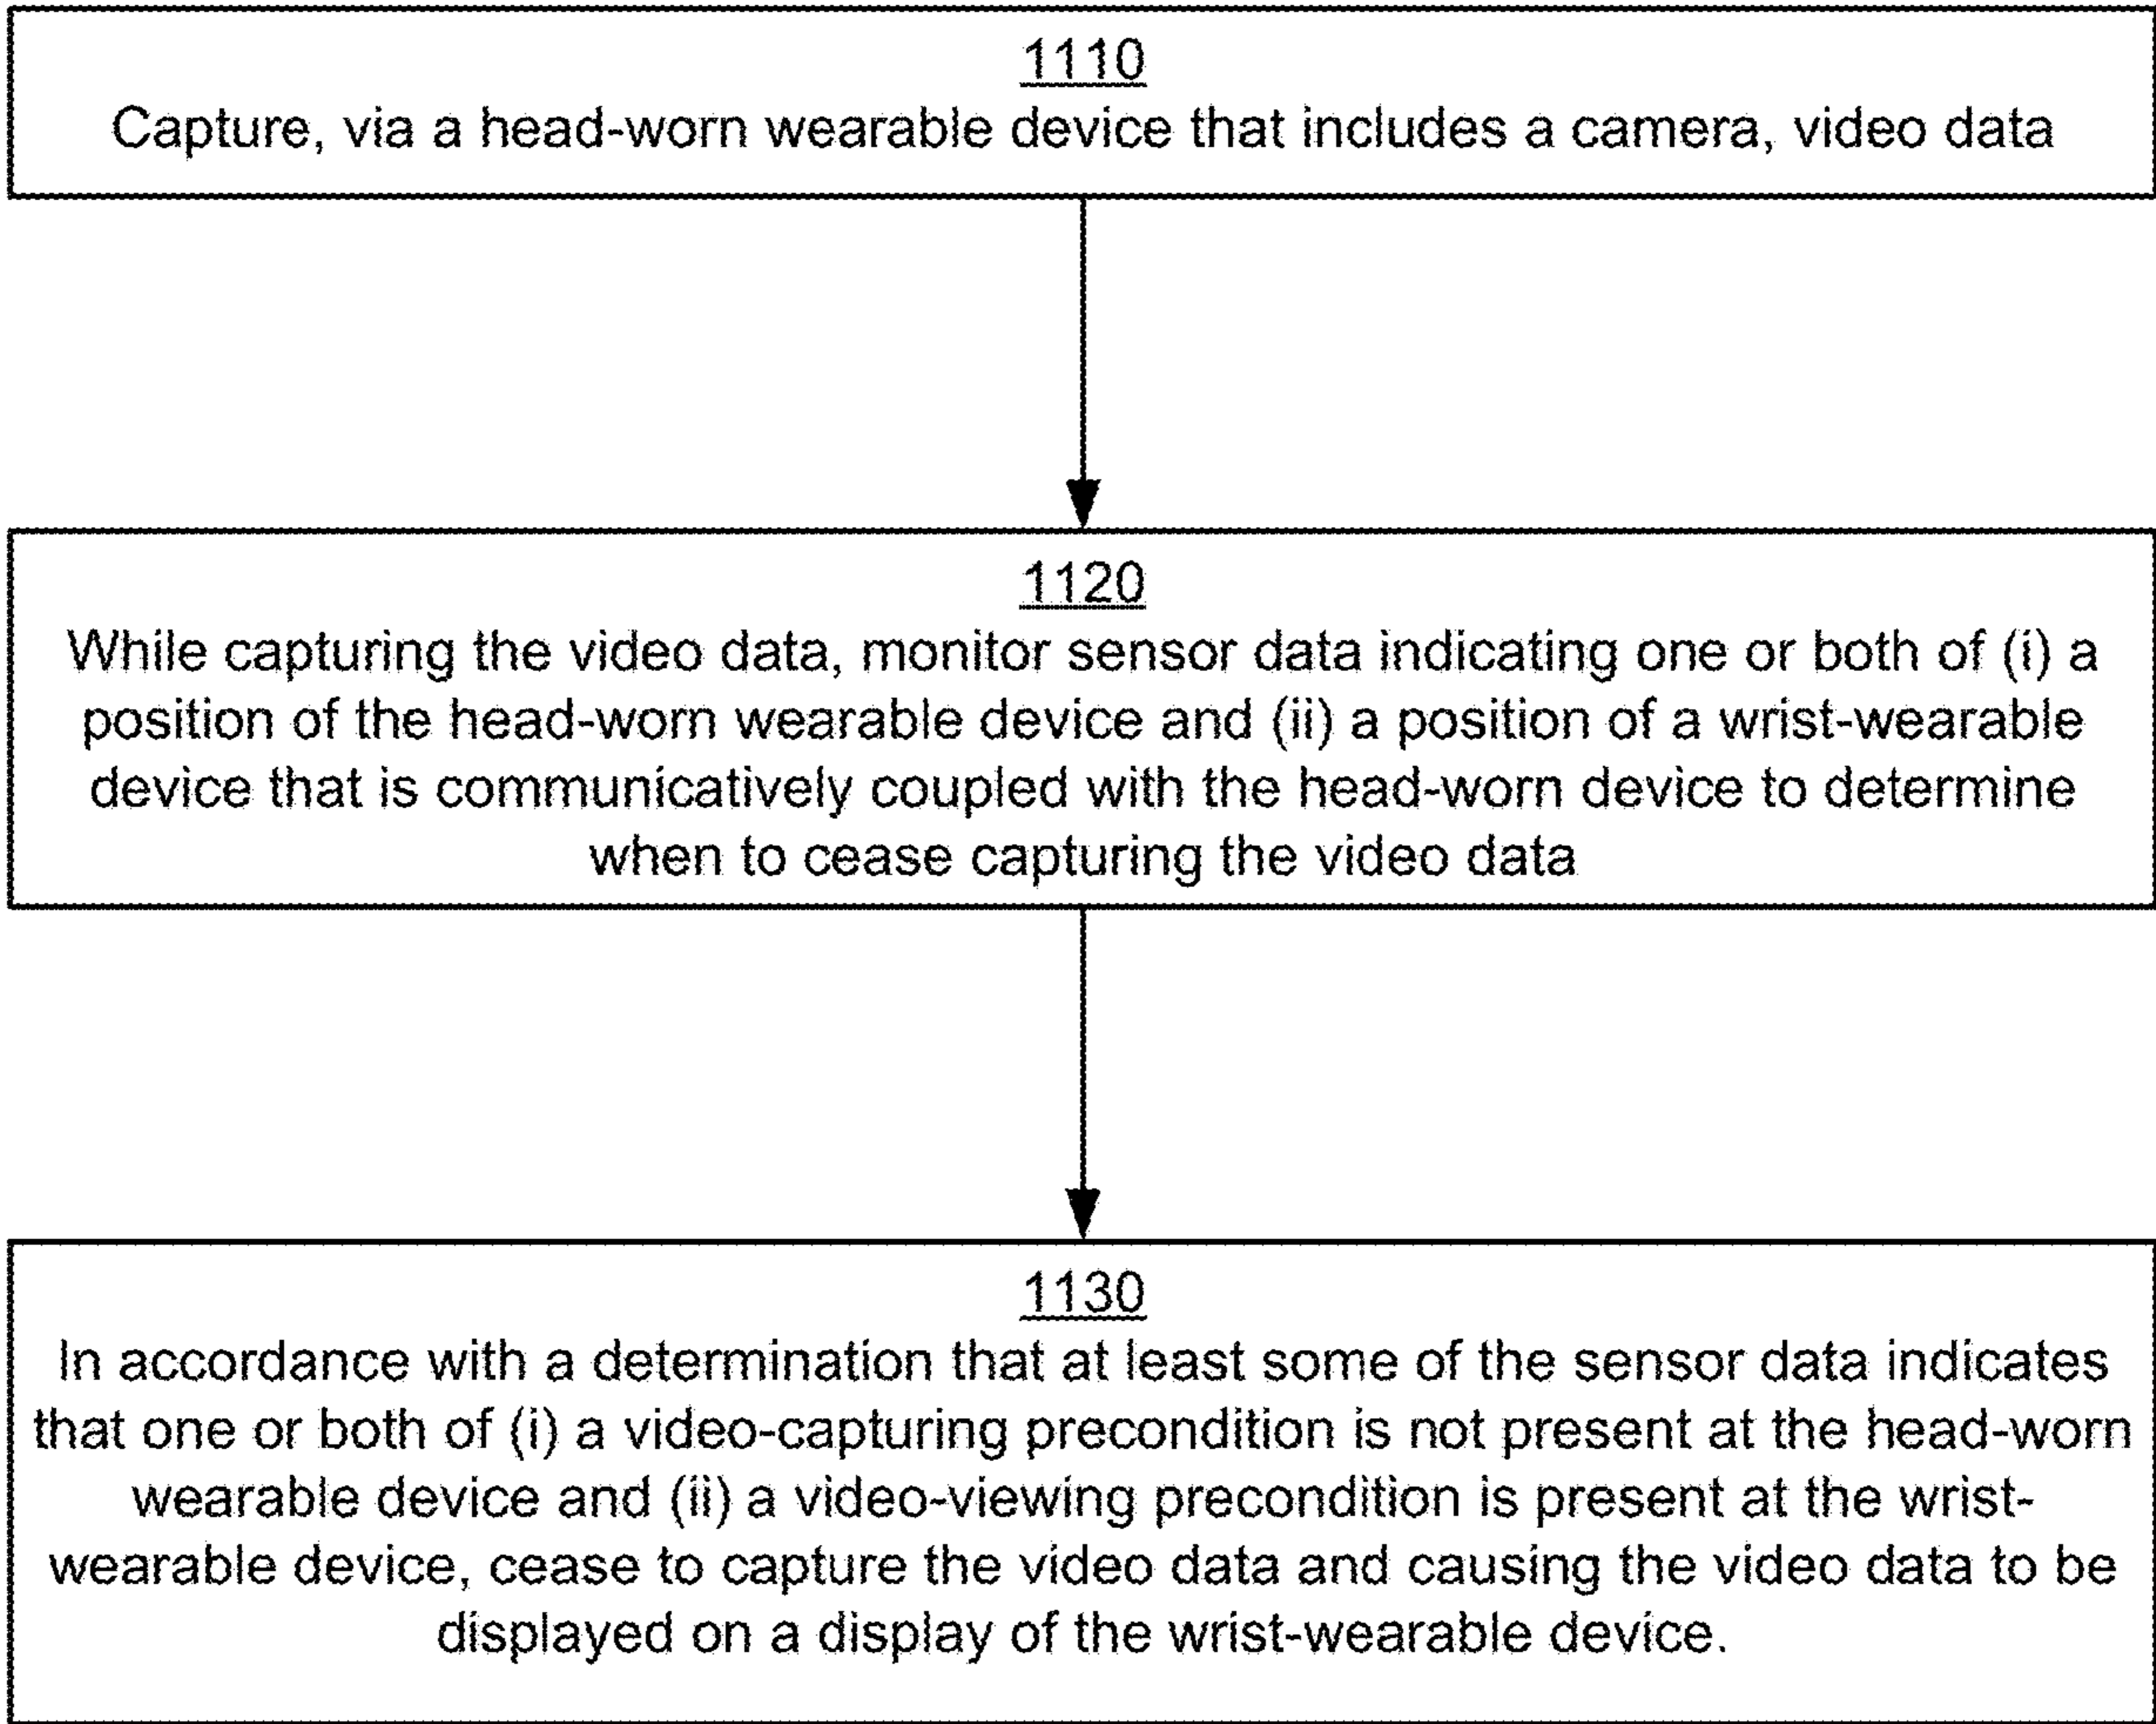 1110
Capture, via a head-worn wearable device that includes a camera, video data
1120
While capturing the video data, monitor sensor data indicating one or both of (i) a
position of the head-worn wearable device and (ii) a position of a wrist-wearable
device that is communicatively coupled with the head-worn device to determine
when to cease capturing the video data
1130
In accordance with a determination that at least some of the sensor data indicates
that one or both of (i) a video-capturing precondition is not present at the head-worn
wearable device and (ii) a video-viewing precondition is present at the wrist-
wearable device, cease to capture the video data and causing the video data to be
displayed on a display of the wrist-wearable device.